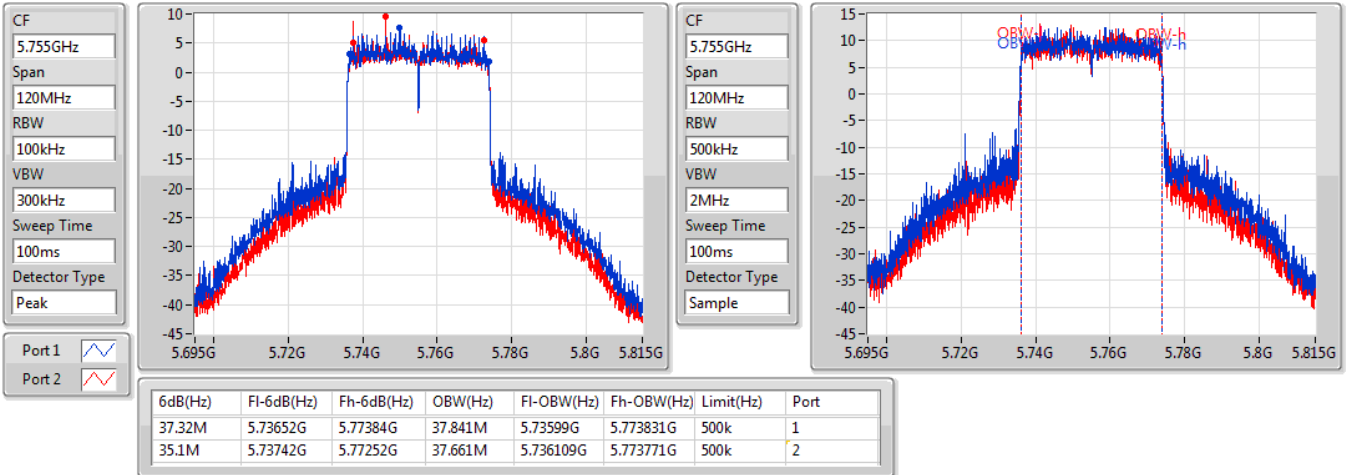 CF
5.755GHz
Span
120MHz
RBW
100kHz
VBW
300kHz
Sweep Time
100ms
Detector Type
Peak
10
5
0
-5
-10
-15
-20
-25
-30
-35
-40
-45
5.695G 5.72G 5.74G 5.76G 5.78G 5.8G 5.815G
CF
5.755GHz
Span
120MHz
RBW
500kHz
VBW
2MHz
Sweep Time
100ms
Detector Type
Sample
15
10
5
0
-5
-10
-15
-20
-25
-30
-35
-40
-45
OBW-h
5.695G 5.72G 5.74G 5.76G 5.78G 5.8G 5.815G
Port 1
Port 2
6dB(Hz) Fl-6dB(Hz) Fh-6dB(Hz) OBW(Hz) Fl-OBW(Hz) Fh-OBW(Hz) Limit(Hz) Port
37.32M 5.73652G 5.77384G 37.841M 5.73599G 5.773831G 500k 1
35.1M 5.73742G 5.77252G 37.661M 5.736109G 5.773771G 500k 2